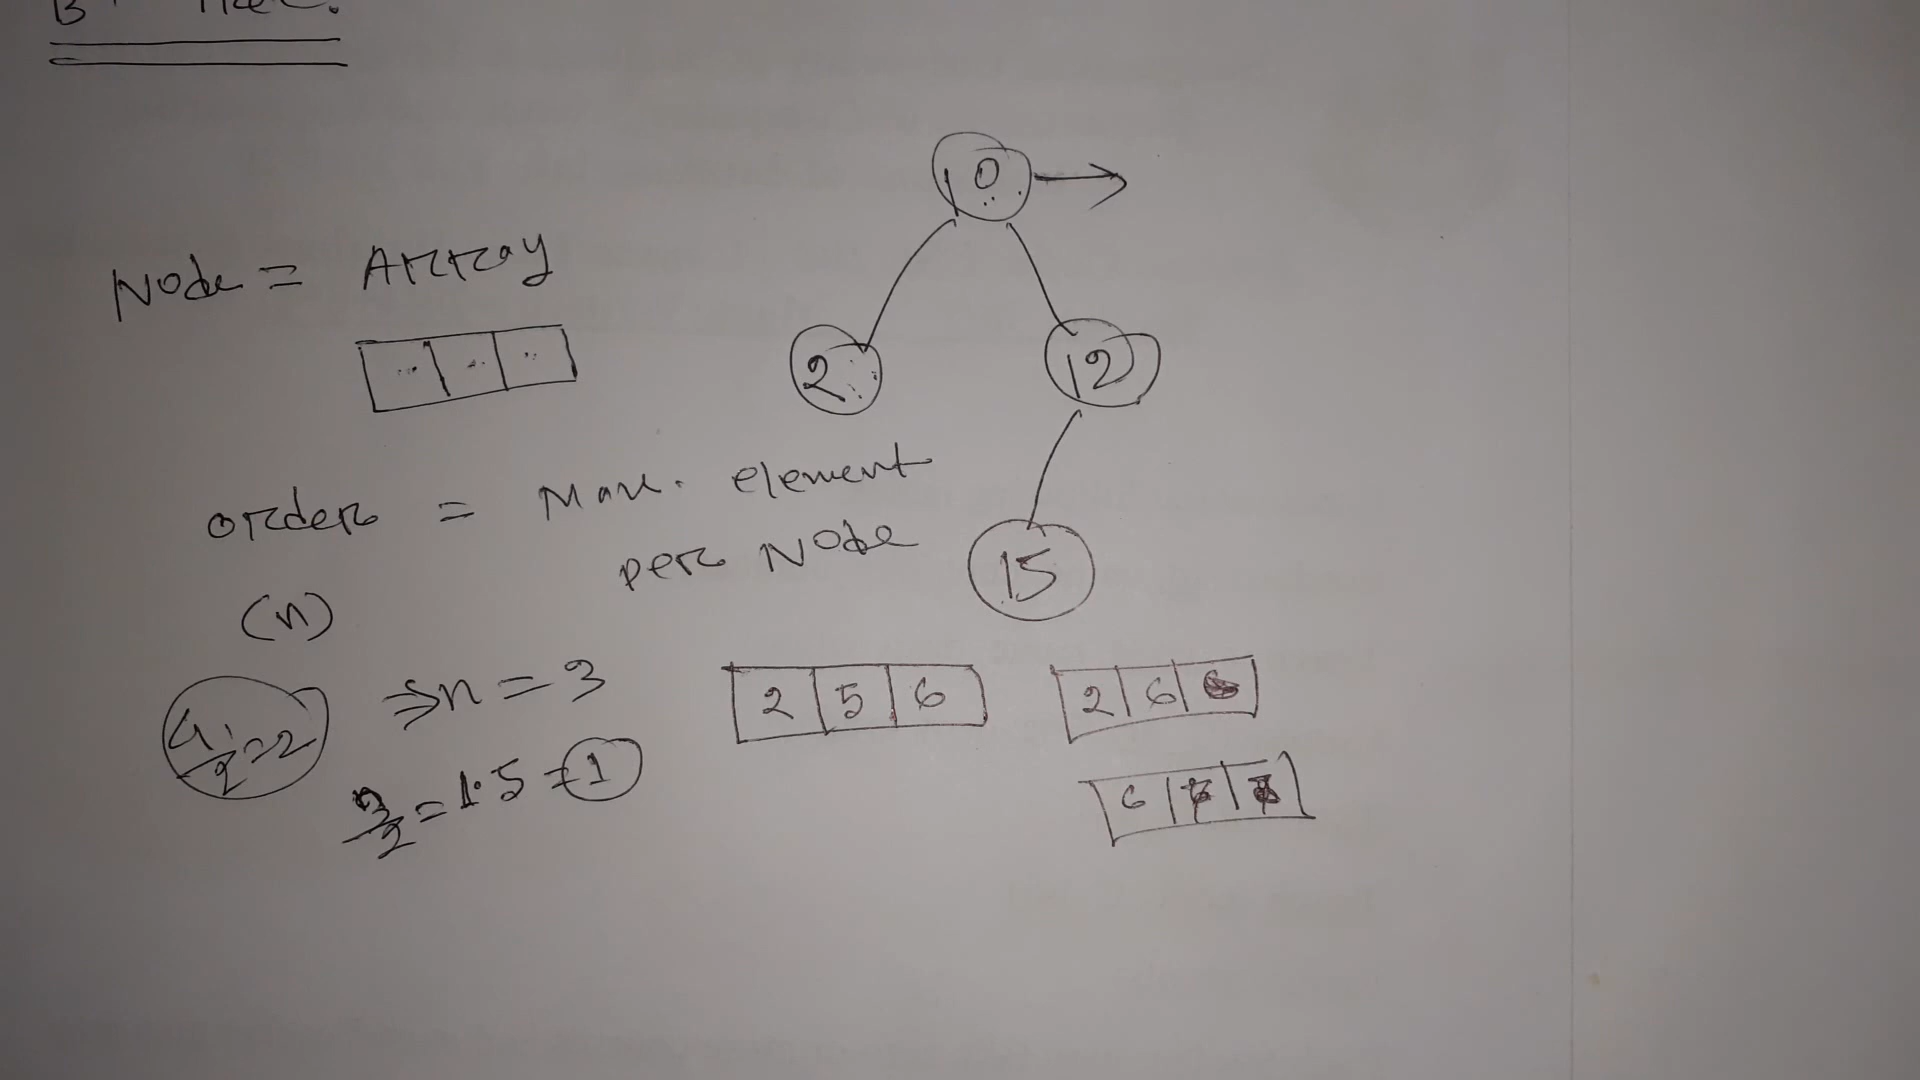 B+ Tree.
10
Node = Array
2
12
order = Max. element
per Node
15
(n)
⇒n = 3
2 5 6
2 6
4/2=2
3/2 = 1.5 = 1
6